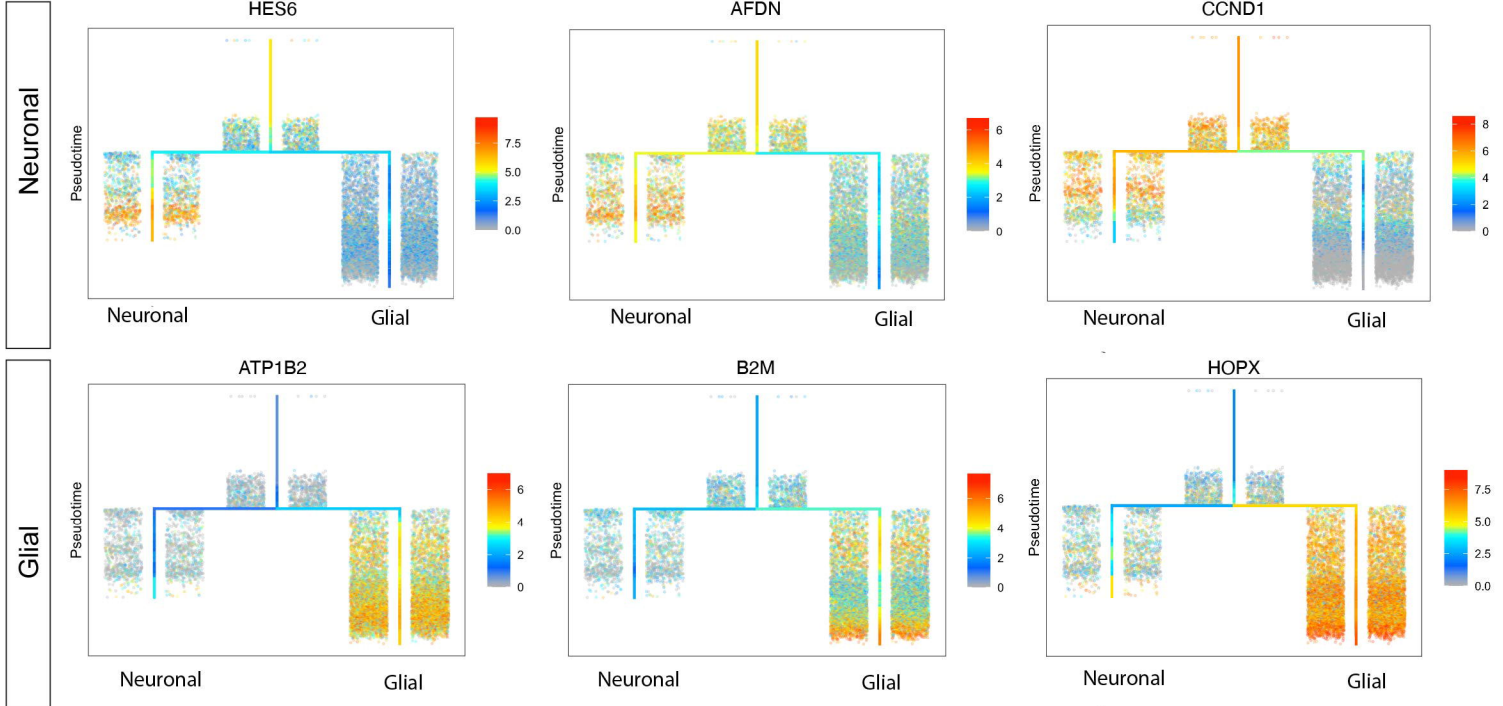 Neuronal
HES6
Pseudotime
7.5
5.0
2.5
0.0
Neuronal
Glial
AFDN
Pseudotime
6
4
2
0
Neuronal
Glial
CCND1
Pseudotime
8
6
4
2
0
Neuronal
Glial
Glial
ATP1B2
Pseudotime
6
4
2
0
Neuronal
Glial
B2M
Pseudotime
6
4
2
0
Neuronal
Glial
HOPX
Pseudotime
7.5
5.0
2.5
0.0
Neuronal
Glial